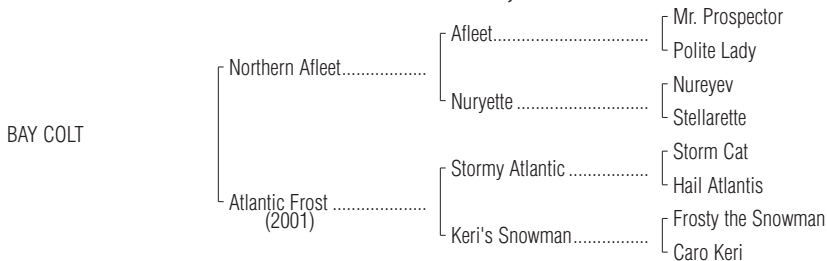 Mr. Prospector
Afleet
Polite Lady
Northern Afleet
Nureyev
Nuryette
Stellarette
BAY COLT
Storm Cat
Stormy Atlantic
Hail Atlantis
Atlantic Frost
(2001)
Frosty the Snowman
Keri's Snowman
Caro Keri